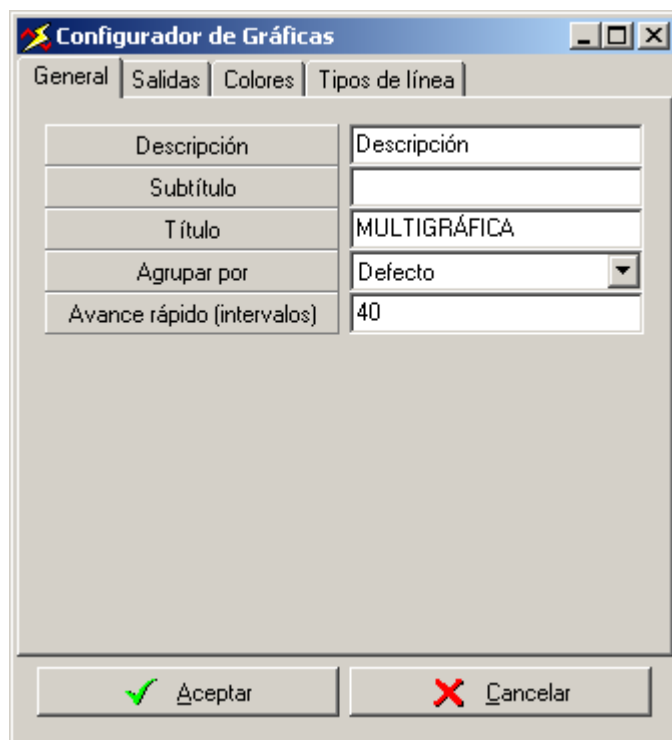 Configurador de Gráficas
General Salidas Colores Tipos de línea
Descripción Descripción
Subtítulo
Título MULTIGRÁFICA
Agrupar por Defecto
Avance rápido (intervalos) 40
Aceptar Cancelar